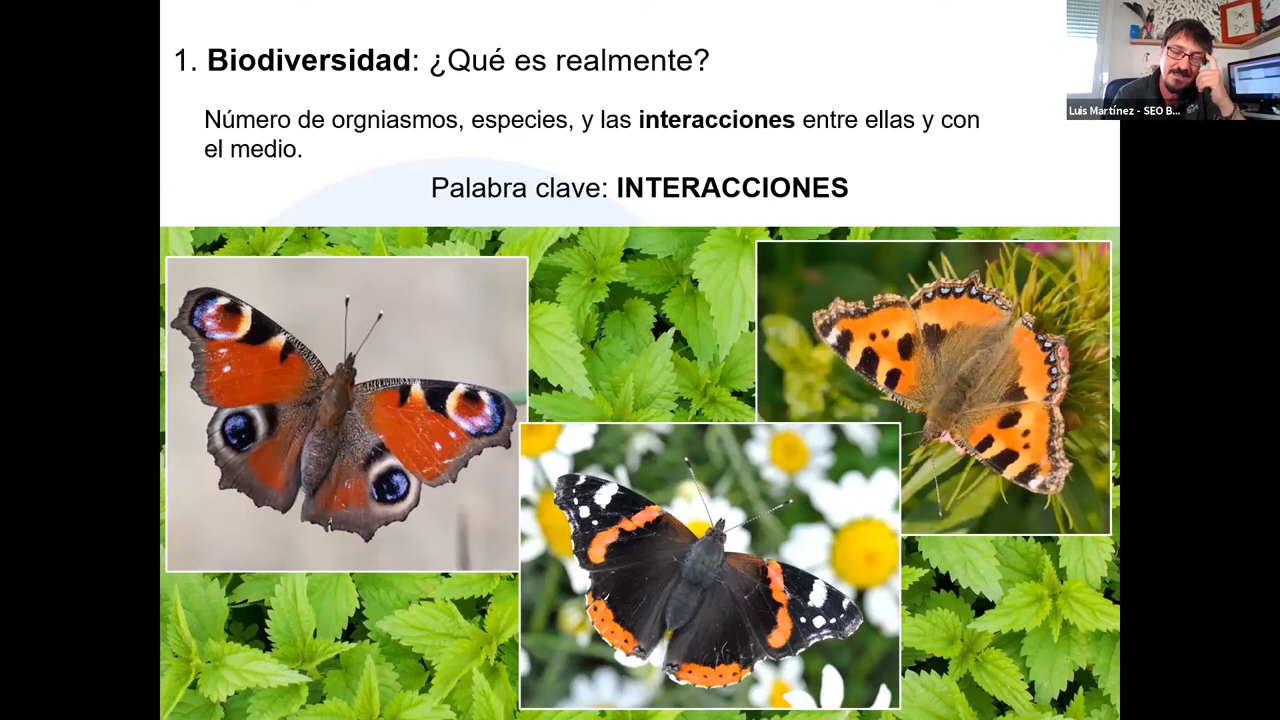 1. Biodiversidad: ¿Qué es realmente?
Número de orgniamos, especies, y las interacciones entre ellas y con
el medio.
Palabra clave: INTERACCIONES
Luis Martínez - SEO B...